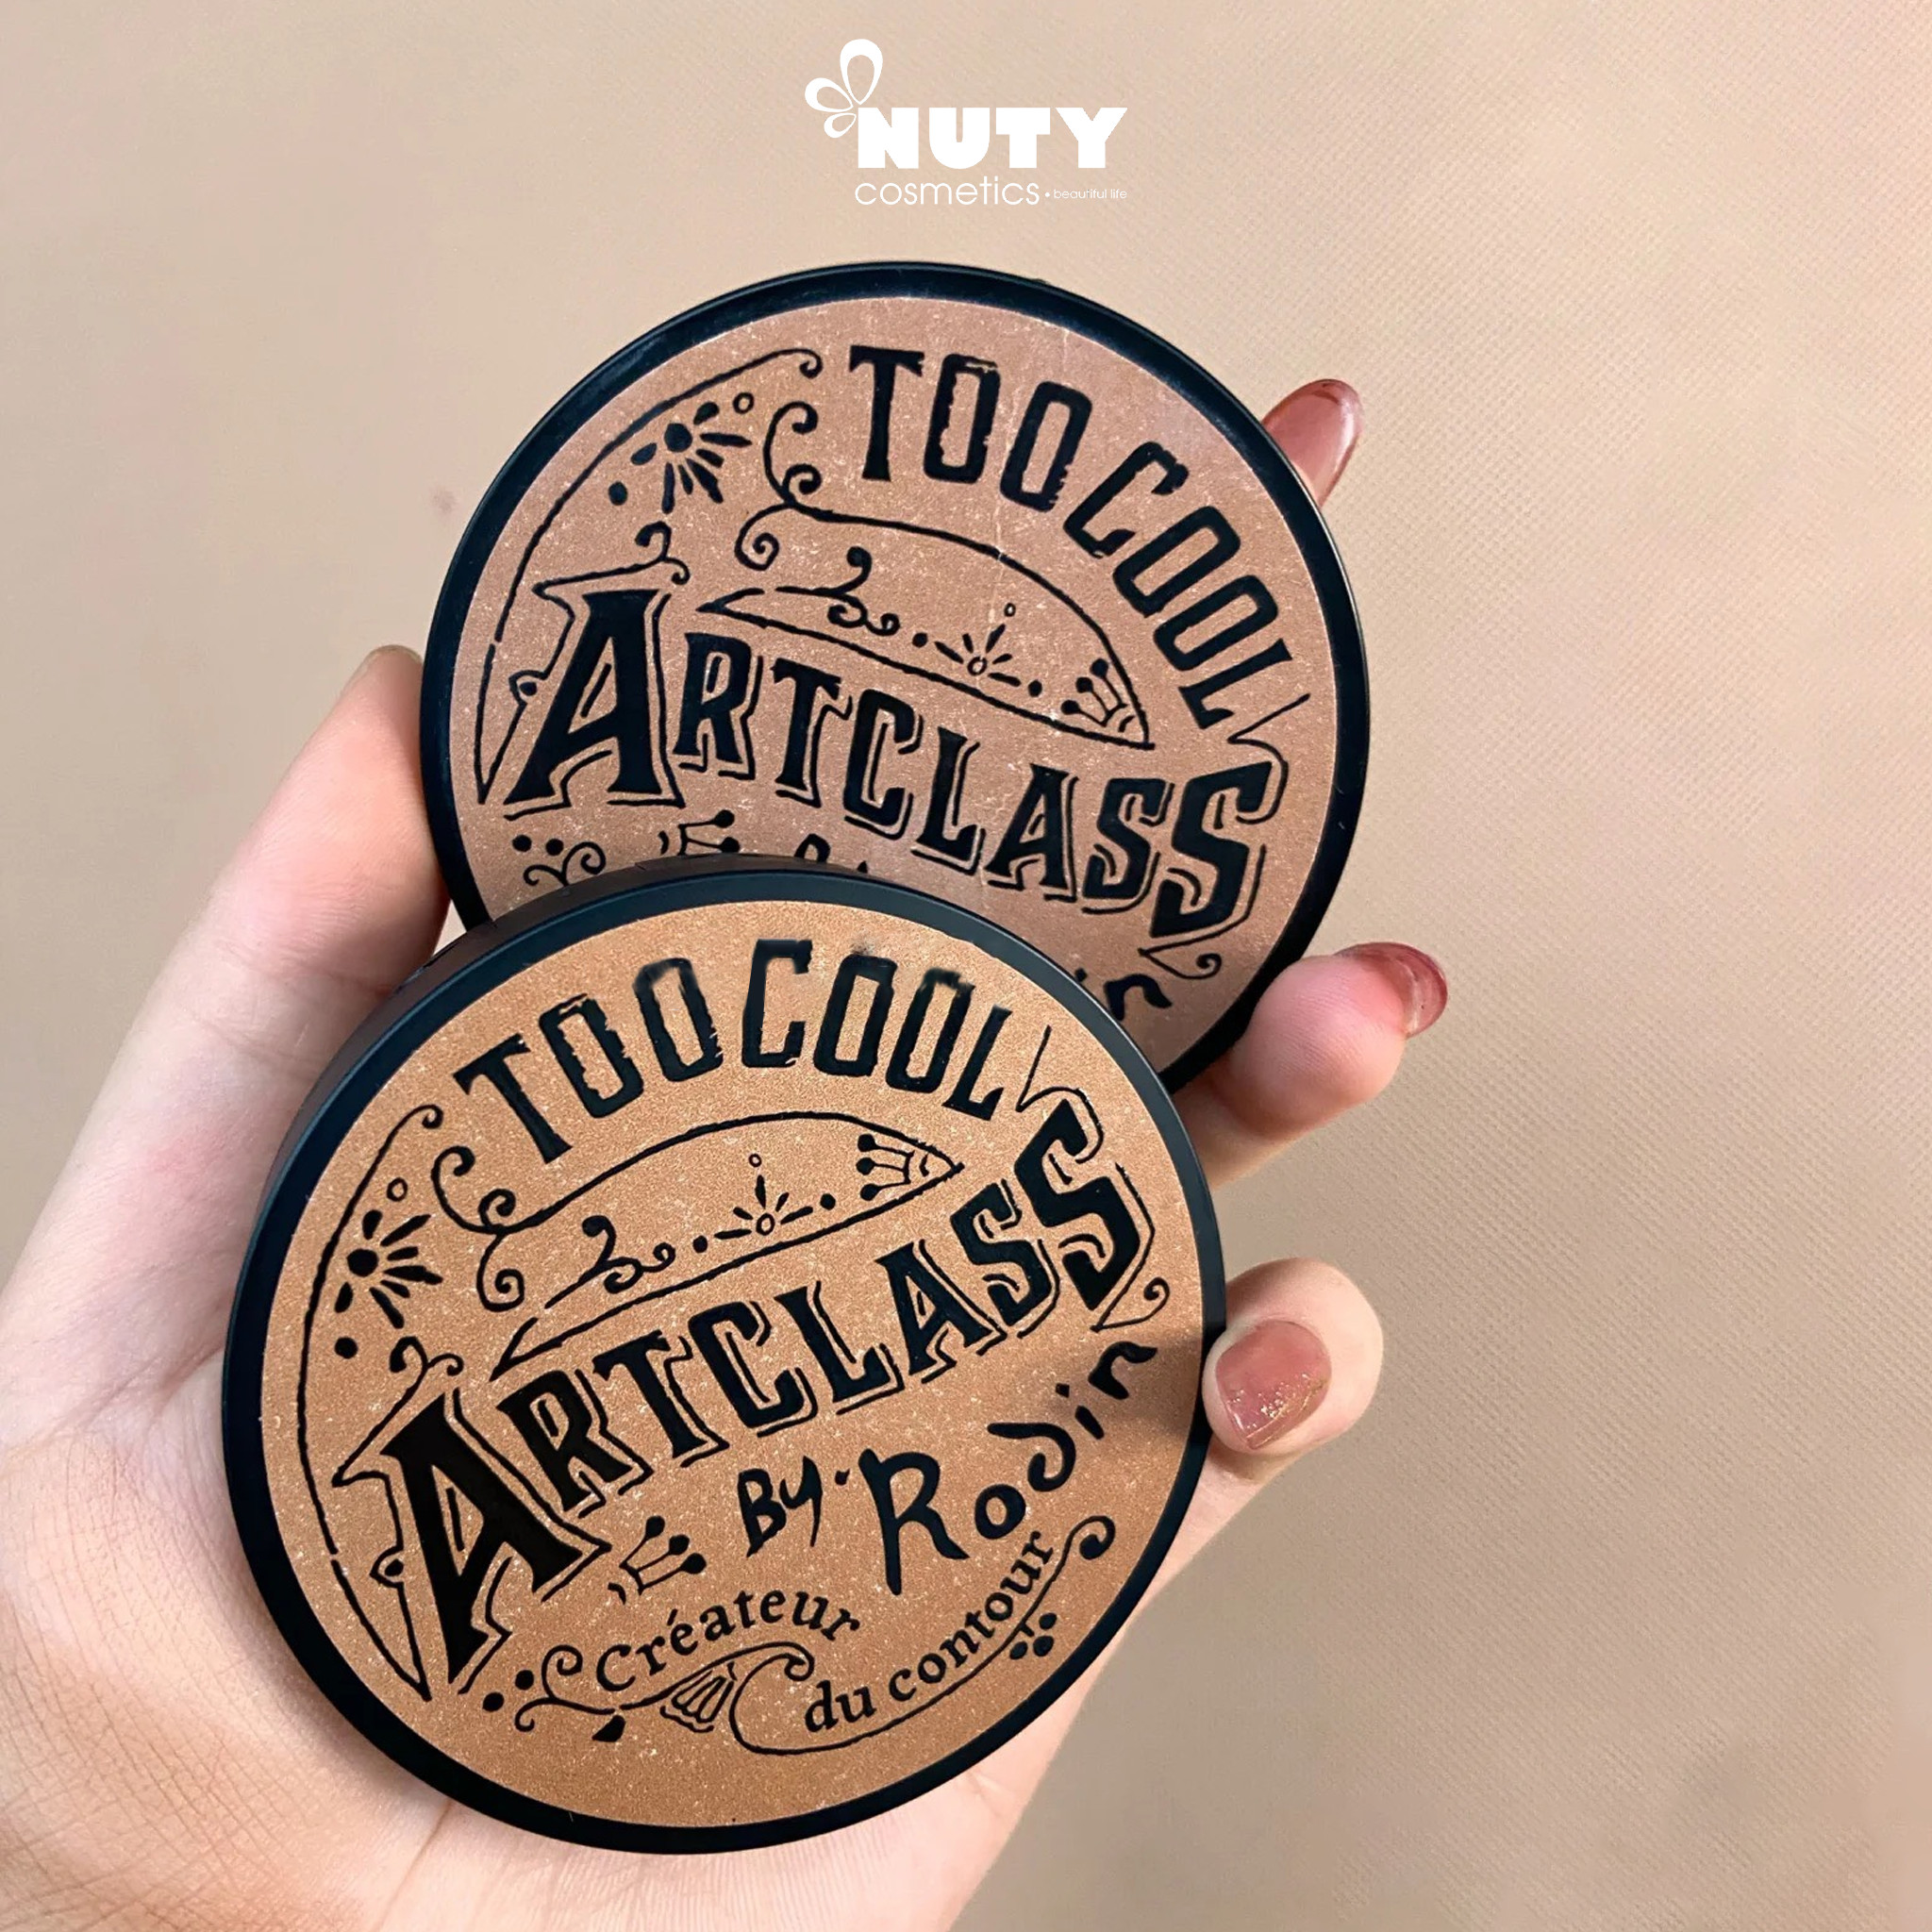 NUTY
cosmetics • beautiful life
TOO COOL
ARTCLASS
TOO COOL
ARTCLASS
By. Rodin
Créateur
du contour